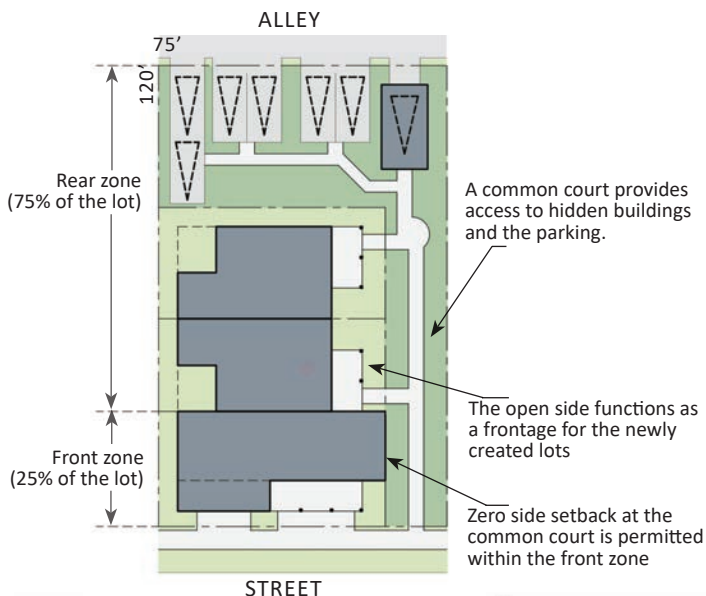 ALLEY
75’
120’
Rear zone
(75% of the lot)
A common court provides
access to hidden buildings
and the parking.
The open side functions as
a frontage for the newly
created lots
Front zone
(25% of the lot)
Zero side setback at the
common court is permitted
within the front zone
STREET